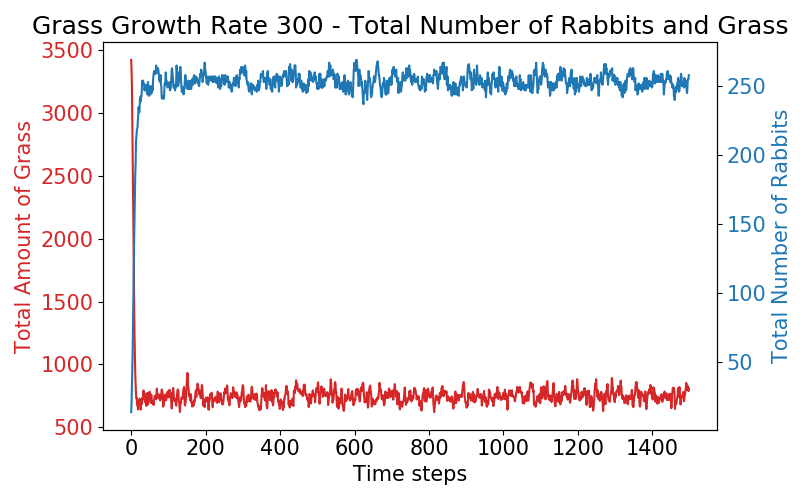 Grass Growth Rate 300 - Total Number of Rabbits and Grass
3500
3000
2500
2000
1500
1000
500
Total Amount of Grass
250
200
150
100
50
Total Number of Rabbits
0 200 400 600 800 1000 1200 1400
Time steps